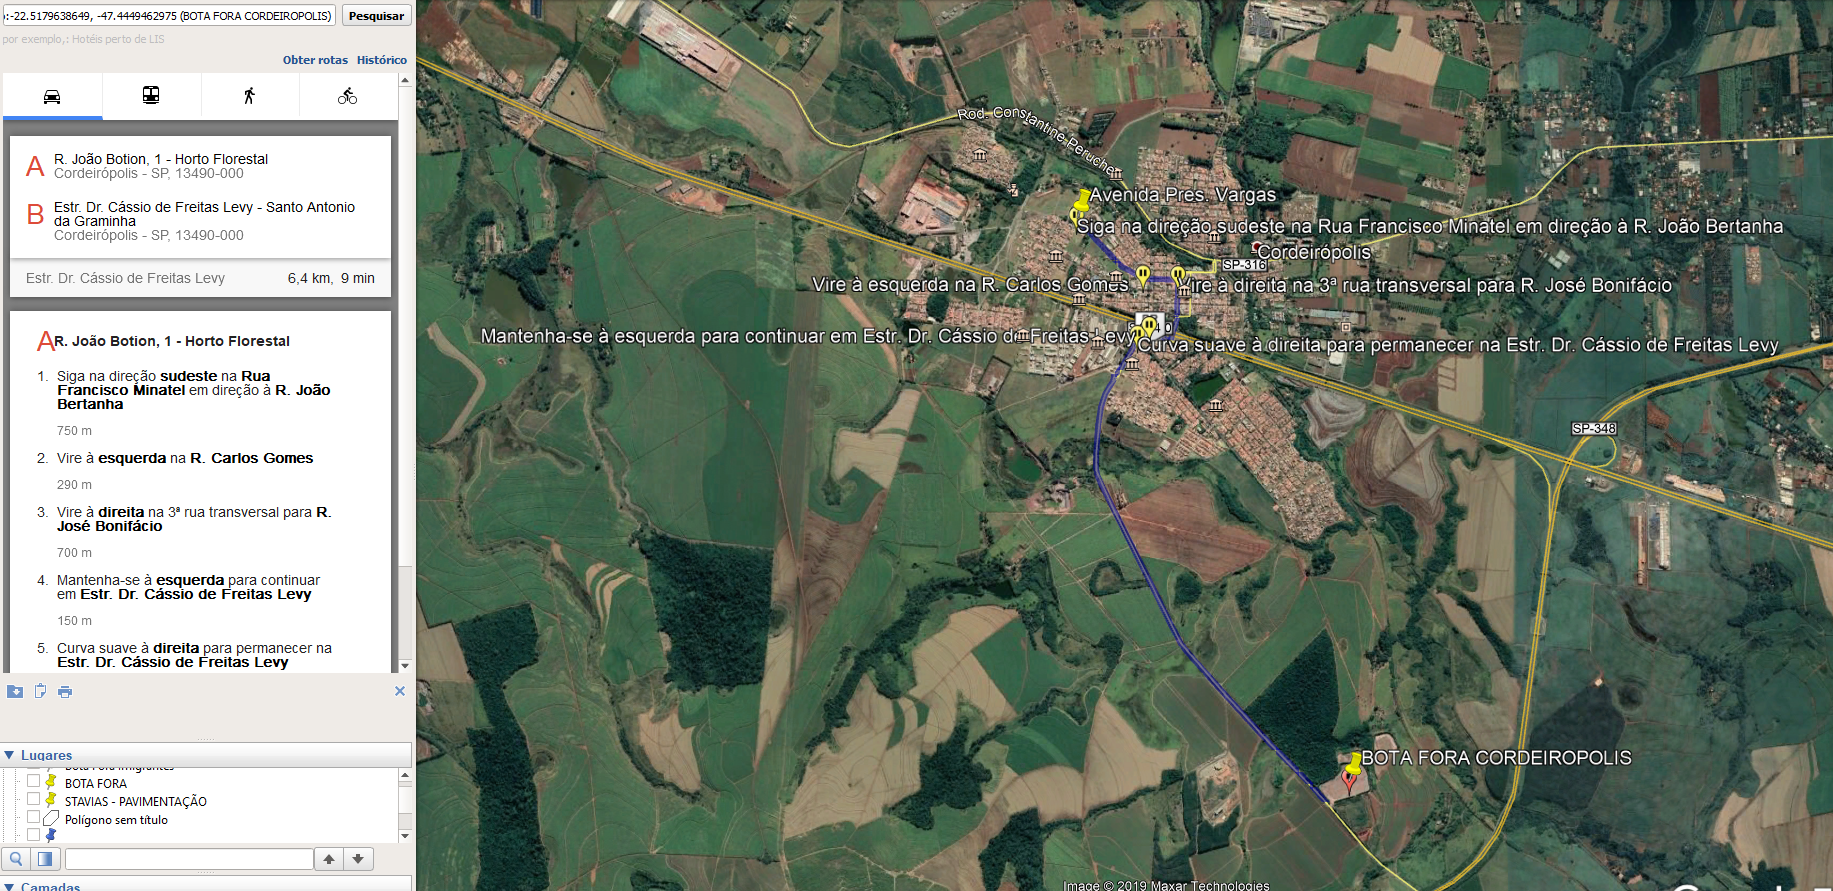 o:-22.5179638649, -47.4449462975 (BOTA FORA CORDEIROPOLIS)
Pesquisar
por exemplo,: Hotéis perto de LIS
Obter rotas Histórico
A
R. João Botion, 1 - Horto Florestal
Cordeirópolis - SP, 13490-000
B
Estr. Dr. Cássio de Freitas Levy - Santo Antonio
da Graminha
Cordeirópolis - SP, 13490-000
Estr. Dr. Cássio de Freitas Levy 6,4 km, 9 min
A R. João Botion, 1 - Horto Florestal
1. Siga na direção sudeste na Rua
Francisco Minatel em direção à R. João
Bertanha
750 m
2. Vire à esquerda na R. Carlos Gomes
290 m
3. Vire à direita na 3ª rua transversal para R.
José Bonifácio
700 m
4. Mantenha-se à esquerda para continuar
em Estr. Dr. Cássio de Freitas Levy
150 m
5. Curva suave à direita para permanecer na
Estr. Dr. Cássio de Freitas Levy
Lugares
Bota Fora Imigrantes
BOTA FORA
STAVIAS - PAVIMENTAÇÃO
Polígono sem título
Camadas
Rod. Constantine Peruche
Avenida Pres. Vargas
Siga na direção sudeste na Rua Francisco Minatel em direção à R. João Bertanha
Cordeirópolis
SP-316
Vire à esquerda na R. Carlos Gomes
Vire à direita na 3ª rua transversal para R. José Bonifácio
Mantenha-se à esquerda para continuar em Estr. Dr. Cássio de Freitas Levy
Curva suave à direita para permanecer na Estr. Dr. Cássio de Freitas Levy
SP-348
BOTA FORA CORDEIROPOLIS
Image © 2019 Maxar Technologies